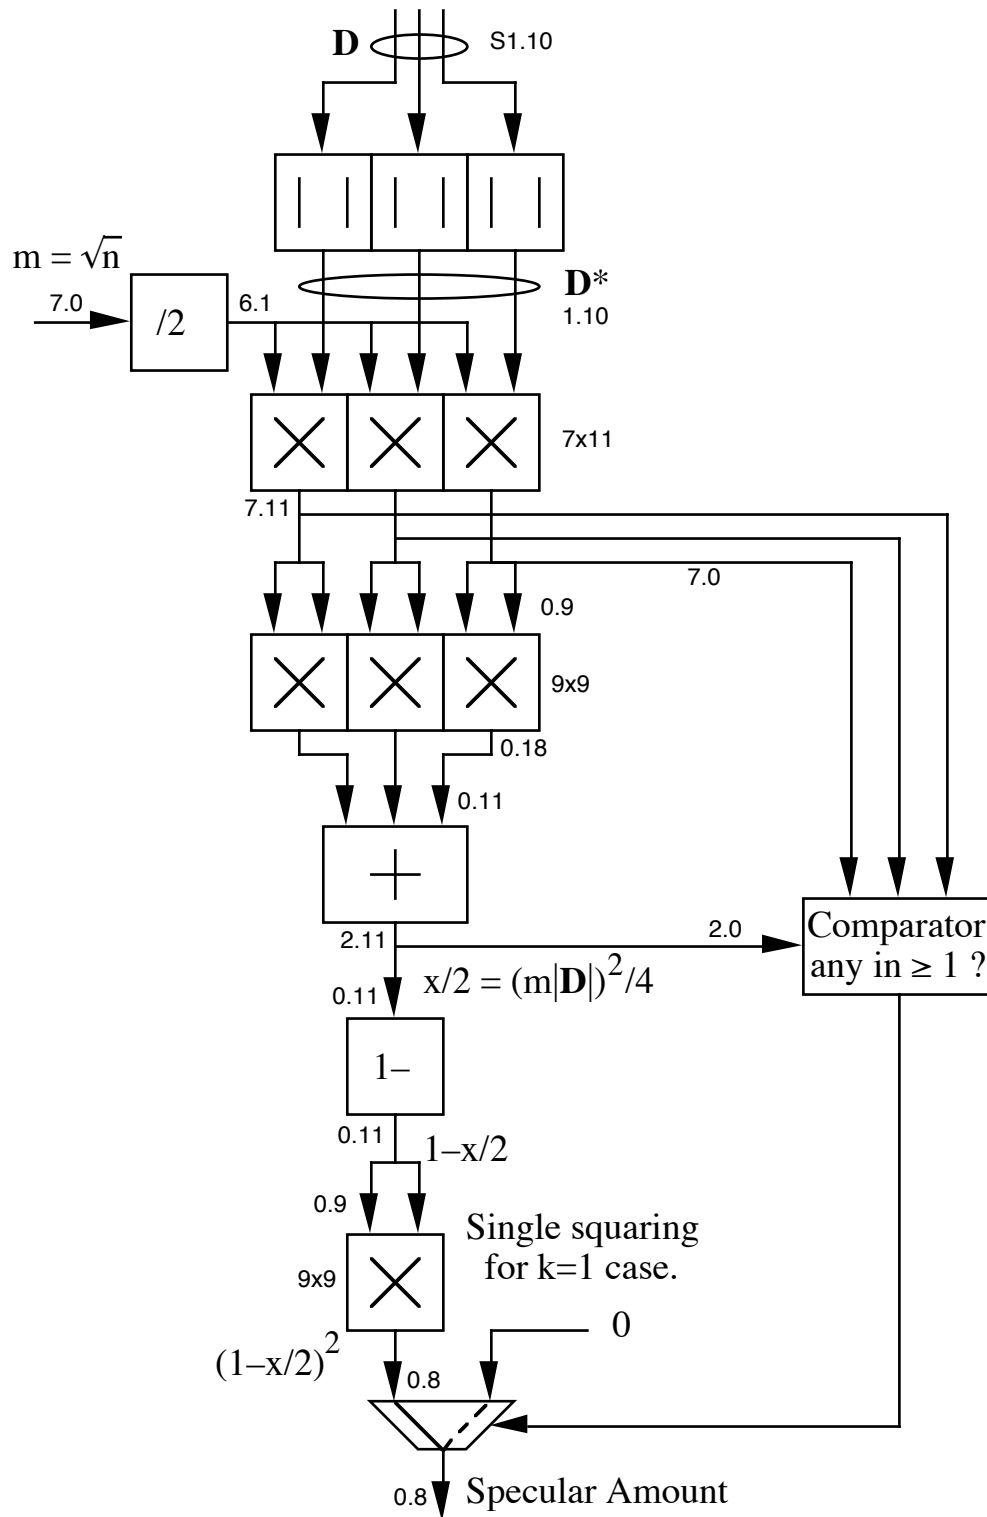 D
S1.10
m = √n
7.0
/2
6.1
D*
1.10
7x11
7.11
7.0
0.9
9x9
0.18
0.11
2.11
2.0
Comparator
any in ≥ 1 ?
x/2 = (m|D|)²/4
0.11
1–
0.11
1–x/2
0.9
Single squaring
for k=1 case.
9x9
0
(1–x/2)²
0.8
0.8
Specular Amount